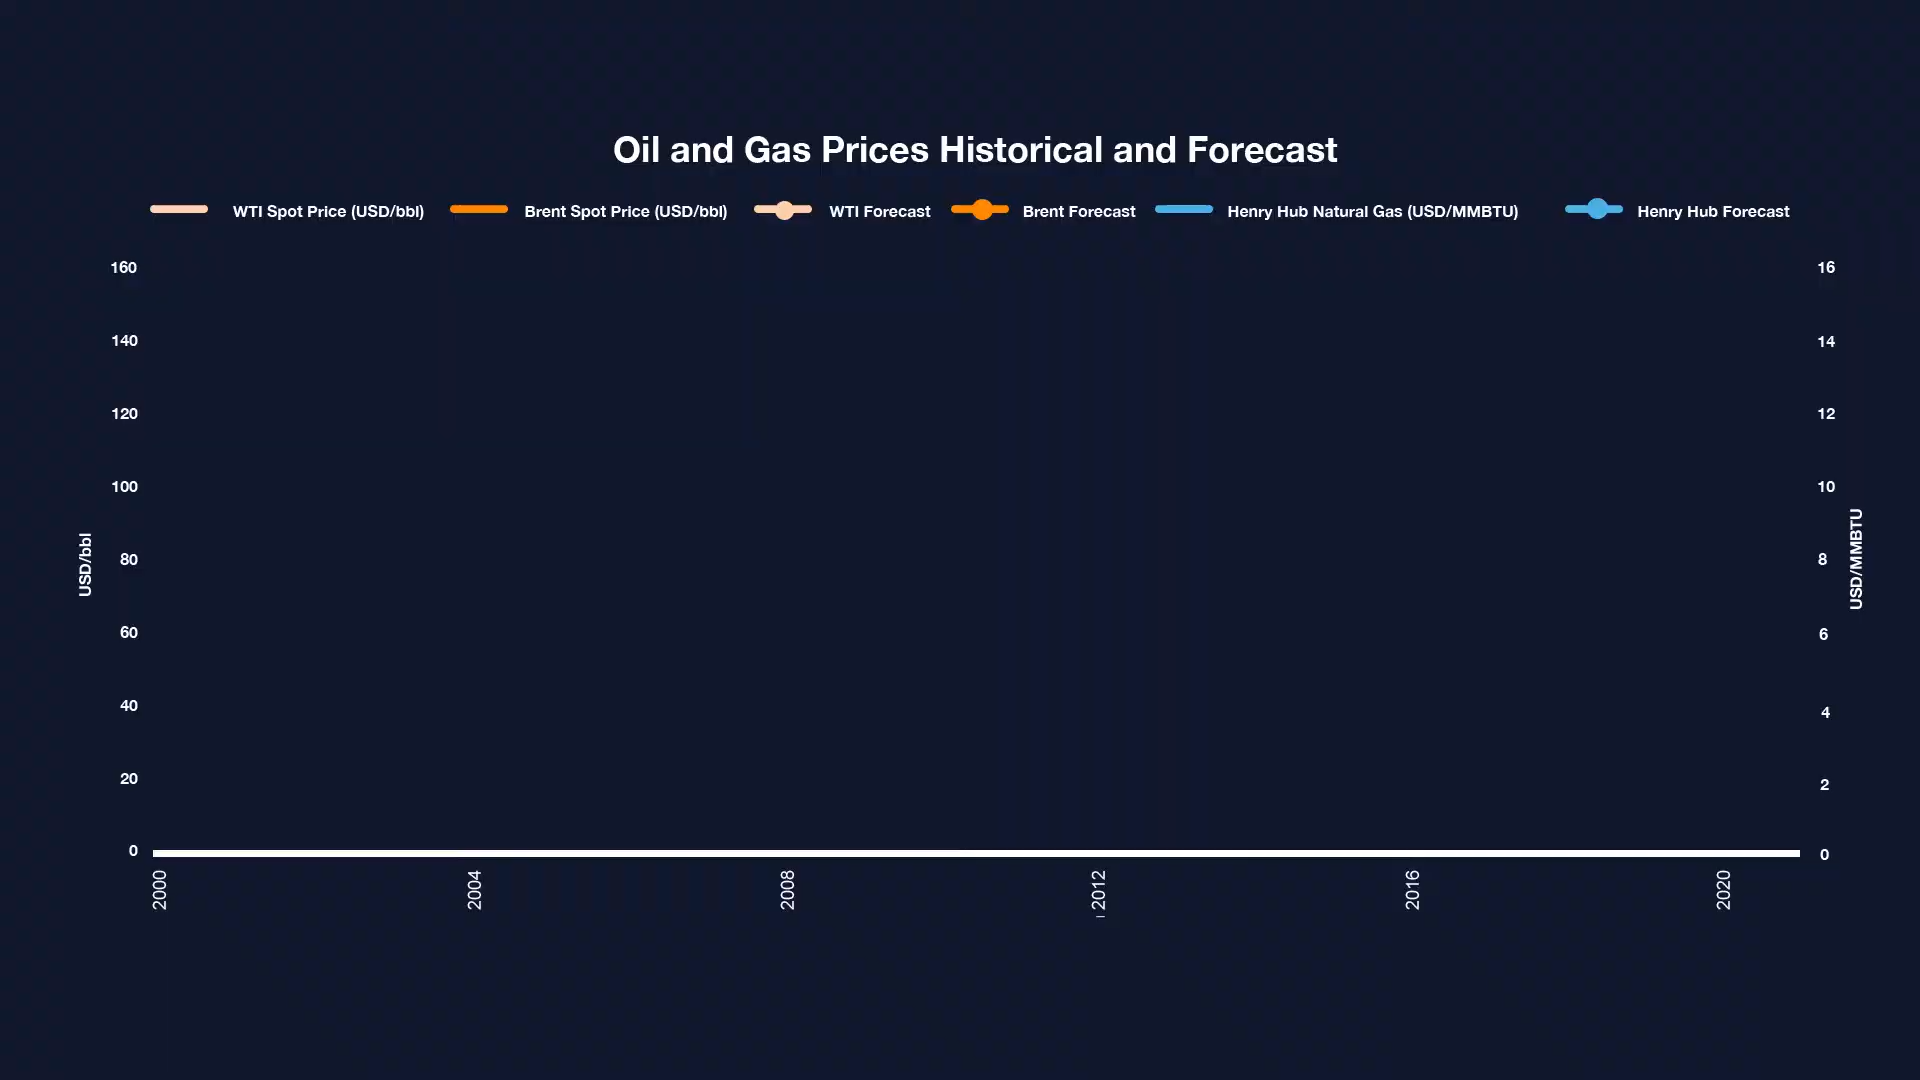 Oil and Gas Prices Historical and Forecast
WTI Spot Price (USD/bbl) Brent Spot Price (USD/bbl) WTI Forecast Brent Forecast Henry Hub Natural Gas (USD/MMBTU) Henry Hub Forecast
160 16
140 14
120 12
100 10
USD/bbl
80 8
USD/MMBTU
60 6
40 4
20 2
0 0
2000 2004 2008 2012 2016 2020